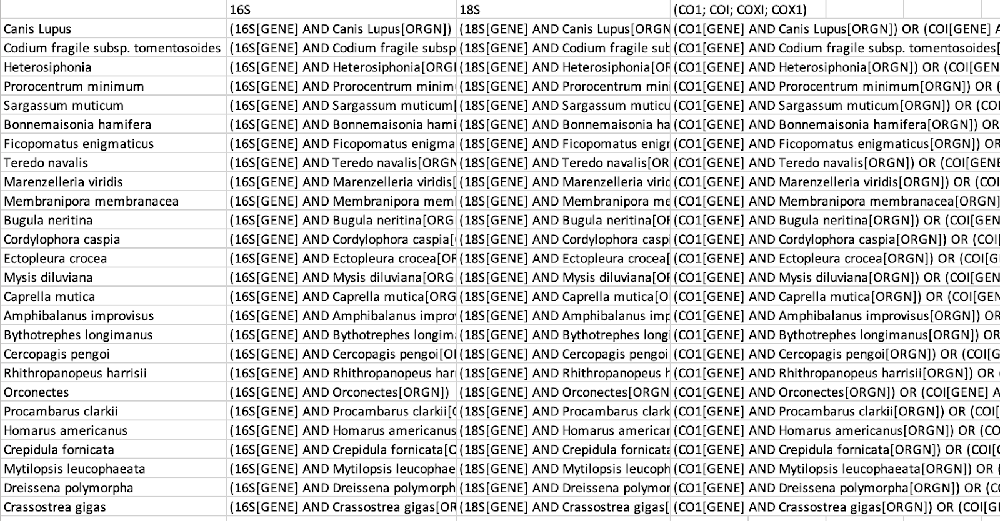 16S 18S (CO1; COI; COXI; COX1)
Canis Lupus (16S[GENE] AND Canis Lupus[ORGN]) (18S[GENE] AND Canis Lupus[ORGN (CO1[GENE] AND Canis Lupus[ORGN]) OR (COI[GENE] A
Codium fragile subsp. tomentosoides (16S[GENE] AND Codium fragile subsp (18S[GENE] AND Codium fragile sub (CO1[GENE] AND Codium fragile subsp. tomentosoides[
Heterosiphonia (16S[GENE] AND Heterosiphonia[ORG (18S[GENE] AND Heterosiphonia[OR (CO1[GENE] AND Heterosiphonia[ORGN]) OR (COI[GEN
Prorocentrum minimum (16S[GENE] AND Prorocentrum minim (18S[GENE] AND Prorocentrum mini (CO1[GENE] AND Prorocentrum minimum[ORGN]) OR (
Sargassum muticum (16S[GENE] AND Sargassum muticum (18S[GENE] AND Sargassum muticu (CO1[GENE] AND Sargassum muticum[ORGN]) OR (COI
Bonnemaisonia hamifera (16S[GENE] AND Bonnemaisonia hami (18S[GENE] AND Bonnemaisonia ha (CO1[GENE] AND Bonnemaisonia hamifera[ORGN]) OR
Ficopomatus enigmaticus (16S[GENE] AND Ficopomatus enigma (18S[GENE] AND Ficopomatus enigr (CO1[GENE] AND Ficopomatus enigmaticus[ORGN]) OR
Teredo navalis (16S[GENE] AND Teredo navalis[ORGN (18S[GENE] AND Teredo navalis[OR (CO1[GENE] AND Teredo navalis[ORGN]) OR (COI[GENE
Marenzelleria viridis (16S[GENE] AND Marenzelleria viridis[ (18S[GENE] AND Marenzelleria viric (CO1[GENE] AND Marenzelleria viridis[ORGN]) OR (COI
Membranipora membranacea (16S[GENE] AND Membranipora mem (18S[GENE] AND Membranipora me (CO1[GENE] AND Membranipora membranacea[ORGN]
Bugula neritina (16S[GENE] AND Bugula neritina[ORG (18S[GENE] AND Bugula neritina[OR (CO1[GENE] AND Bugula neritina[ORGN]) OR (COI[GEN
Cordylophora caspia (16S[GENE] AND Cordylophora caspia[ (18S[GENE] AND Cordylophora casp (CO1[GENE] AND Cordylophora caspia[ORGN]) OR (COI[
Ectopleura crocea (16S[GENE] AND Ectopleura crocea[OR (18S[GENE] AND Ectopleura crocea[ (CO1[GENE] AND Ectopleura crocea[ORGN]) OR (COI[G
Mysis diluviana (16S[GENE] AND Mysis diluviana[ORG (18S[GENE] AND Mysis diluviana[OR (CO1[GENE] AND Mysis diluviana[ORGN]) OR (COI[GEN
Caprella mutica (16S[GENE] AND Caprella mutica[ORG (18S[GENE] AND Caprella mutica[O (CO1[GENE] AND Caprella mutica[ORGN]) OR (COI[GEN
Amphibalanus improvisus (16S[GENE] AND Amphibalanus impro (18S[GENE] AND Amphibalanus imp (CO1[GENE] AND Amphibalanus improvisus[ORGN]) OR
Bythotrephes longimanus (16S[GENE] AND Bythotrephes longim (18S[GENE] AND Bythotrephes longi (CO1[GENE] AND Bythotrephes longimanus[ORGN]) OR
Cercopagis pengoi (16S[GENE] AND Cercopagis pengoi[O (18S[GENE] AND Cercopagis pengoi (CO1[GENE] AND Cercopagis pengoi[ORGN]) OR (COI[G
Rhithropanopeus harrisii (16S[GENE] AND Rhithropanopeus har (18S[GENE] AND Rhithropanopeus h (CO1[GENE] AND Rhithropanopeus harrisii[ORGN]) OR (
Orconectes (16S[GENE] AND Orconectes[ORGN]) (18S[GENE] AND Orconectes[ORGN (CO1[GENE] AND Orconectes[ORGN]) OR (COI[GENE] A
Procambarus clarkii (16S[GENE] AND Procambarus clarkii[ (18S[GENE] AND Procambarus clark (CO1[GENE] AND Procambarus clarkii[ORGN]) OR (COI[
Homarus americanus (16S[GENE] AND Homarus americanus (18S[GENE] AND Homarus american (CO1[GENE] AND Homarus americanus[ORGN]) OR (CO
Crepidula fornicata (16S[GENE] AND Crepidula fornicata[O (18S[GENE] AND Crepidula fornicata (CO1[GENE] AND Crepidula fornicata[ORGN]) OR (COI[
Mytilopsis leucophaeata (16S[GENE] AND Mytilopsis leucophae (18S[GENE] AND Mytilopsis leucoph (CO1[GENE] AND Mytilopsis leucophaeata[ORGN]) OR (
Dreissena polymorpha (16S[GENE] AND Dreissena polymorph (18S[GENE] AND Dreissena polymor (CO1[GENE] AND Dreissena polymorpha[ORGN]) OR (CO
Crassostrea gigas (16S[GENE] AND Crassostrea gigas[OR (18S[GENE] AND Crassostrea gigas[ (CO1[GENE] AND Crassostrea gigas[ORGN]) OR (COI[G